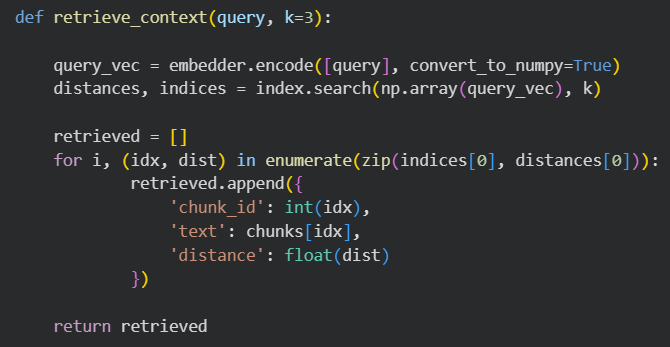 def retrieve_context(query, k=3):
    query_vec = embedder.encode([query], convert_to_numpy=True)
    distances, indices = index.search(np.array(query_vec), k)
    retrieved = []
    for i, (idx, dist) in enumerate(zip(indices[0], distances[0])):
            retrieved.append({
                'chunk_id': int(idx),
                'text': chunks[idx],
                'distance': float(dist)
            })
    return retrieved